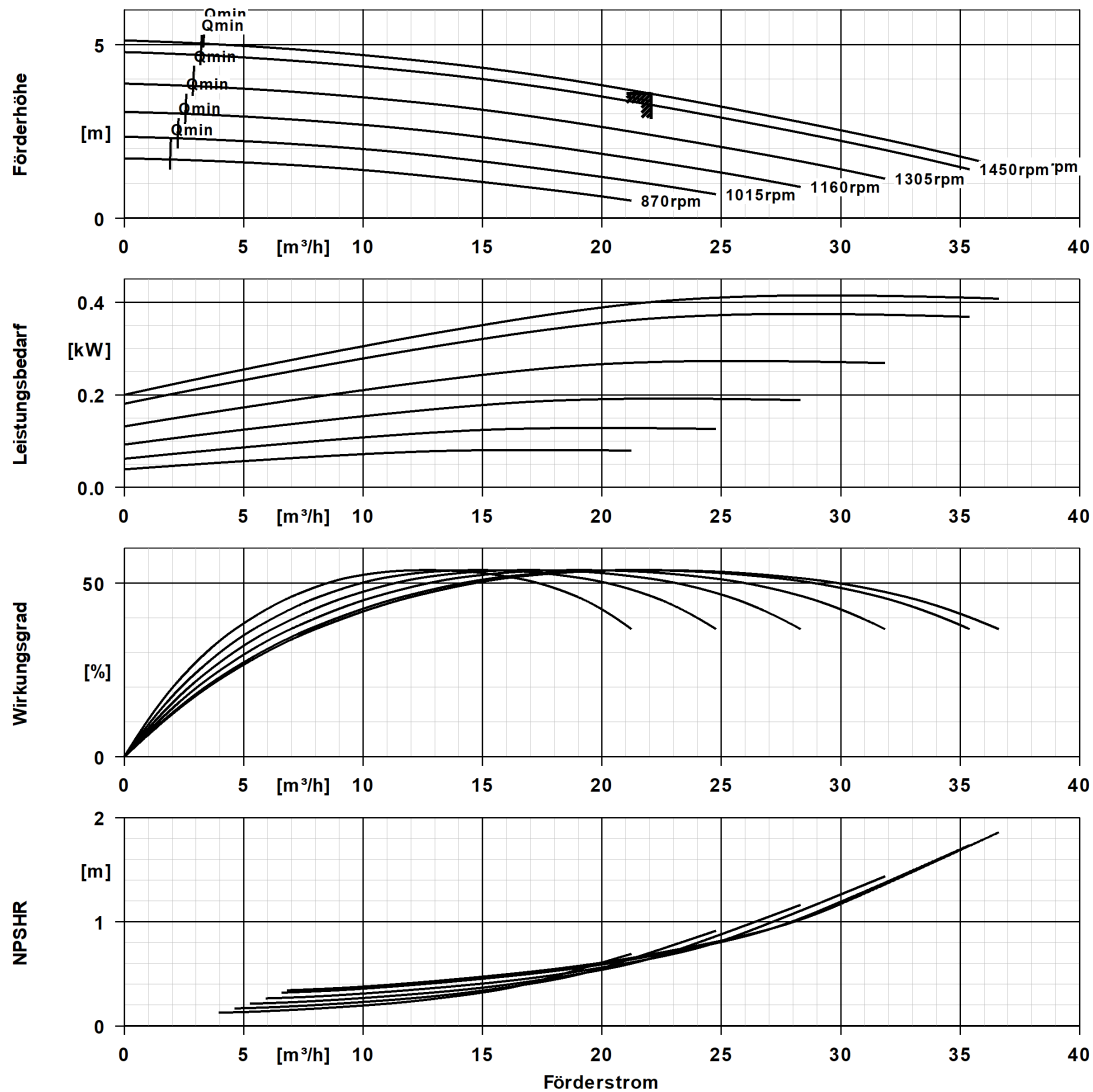 Qmin
Qmin
Qmin
Qmin
Qmin
Qmin
5
0
[m]
Förderhöhe
1450rpm
rpm
1305rpm
1160rpm
1015rpm
870rpm
0 5 [m³/h] 10 15 20 25 30 35 40
0.4
[kW]
0.2
0.0
Leistungsbedarf
0 5 [m³/h] 10 15 20 25 30 35 40
50
[%]
0
Wirkungsgrad
0 5 [m³/h] 10 15 20 25 30 35 40
2
[m]
1
0
NPSHR
0 5 [m³/h] 10 15 20 25 30 35 40
Förderstrom